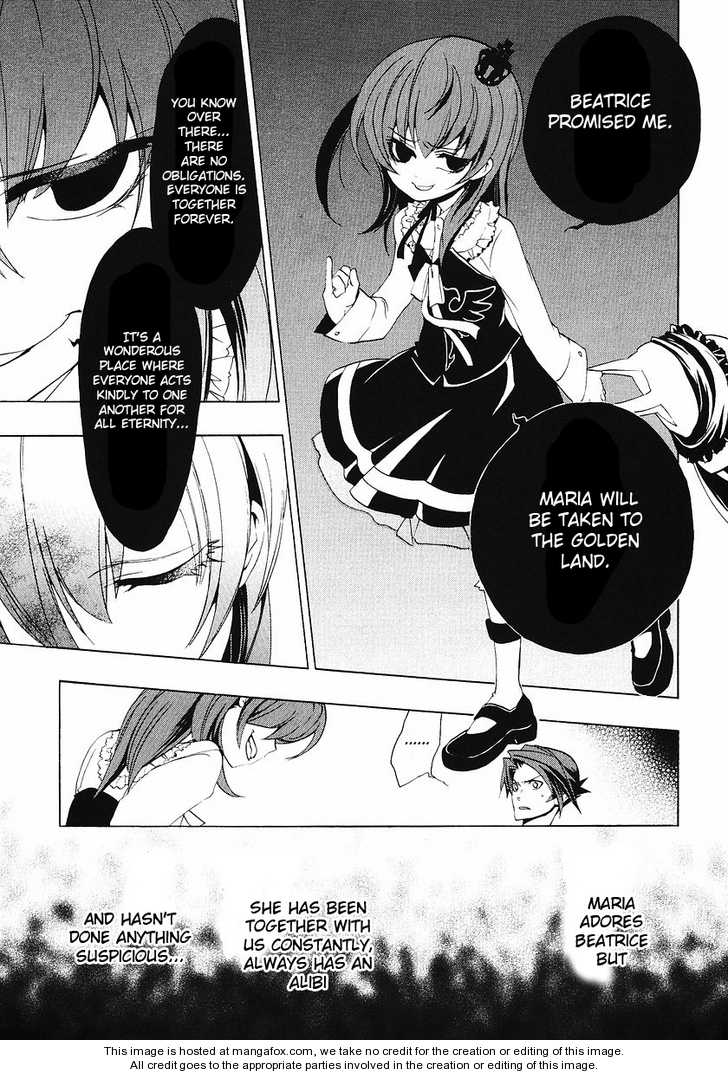 BEATRICE
PROMISED ME.
MARIA WILL
BE TAKEN TO
THE GOLDEN
LAND.
YOU KNOW
OVER
THERE...
THERE
ARE NO
OBLIGATIONS.
EVERYONE IS
TOGETHER
FOREVER.
IT'S A
WONDEROUS
PLACE WHERE
EVERYONE ACTS
KINDLY TO ONE
ANOTHER FOR
ALL ETERNITY...
......
MARIA
ADORES
BEATRICE
BUT
SHE HAS BEEN
TOGETHER WITH
US CONSTANTLY,
ALWAYS HAS AN
ALIBI
AND HASN'T
DONE ANYTHING
SUSPICIOUS...
This image is hosted at mangafox.com, we take no credit for the creation or editing of this image.
All credit goes to the appropriate parties involved in the creation or editing of this image.